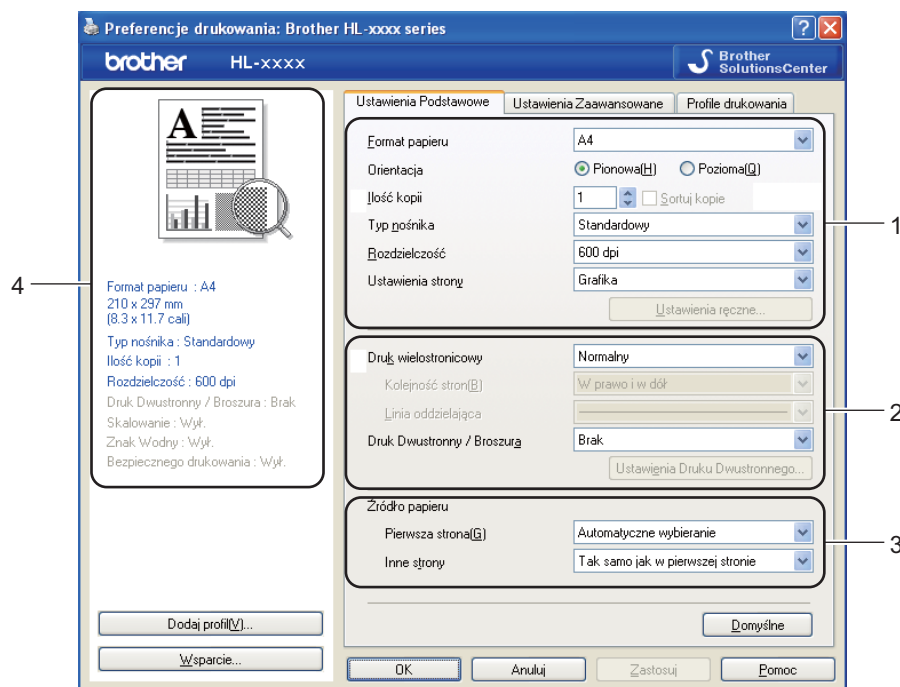 Preferencje drukowania: Brother HL-xxxx series
brother HL-xxxx
Brother
SolutionsCenter
A
Format papieru : A4
210 x 297 mm
(8.3 x 11.7 cali)
Typ nośnika : Standardowy
Ilość kopii : 1
Rozdzielczość : 600 dpi
Druk Dwustronny / Broszura : Brak
Skalowanie : Wył.
Znak Wodny : Wył.
Bezpiecznego drukowania : Wył.
4
Dodaj profil(V)...
Wsparcie...
Ustawienia Podstawowe Ustawienia Zaawansowane Profile drukowania
Format papieru A4
Orientacja Pionowa(H) Pozioma(Q)
Ilość kopii 1 Sortuj kopie
Typ nośnika Standardowy
1
Rozdzielczość 600 dpi
Ustawienia strony Grafika
Ustawienia ręczne...
Druk wielostronicowy Normalny
Kolejność stron(B) W prawo i w dół
Linia oddzielająca
2
Druk Dwustronny / Broszura Brak
Ustawienia Druku Dwustronnego...
Źródło papieru
Pierwsza strona(G) Automatyczne wybieranie
3
Inne strony Tak samo jak w pierwszej stronie
Domyślne
OK Anuluj Zastosuj Pomoc